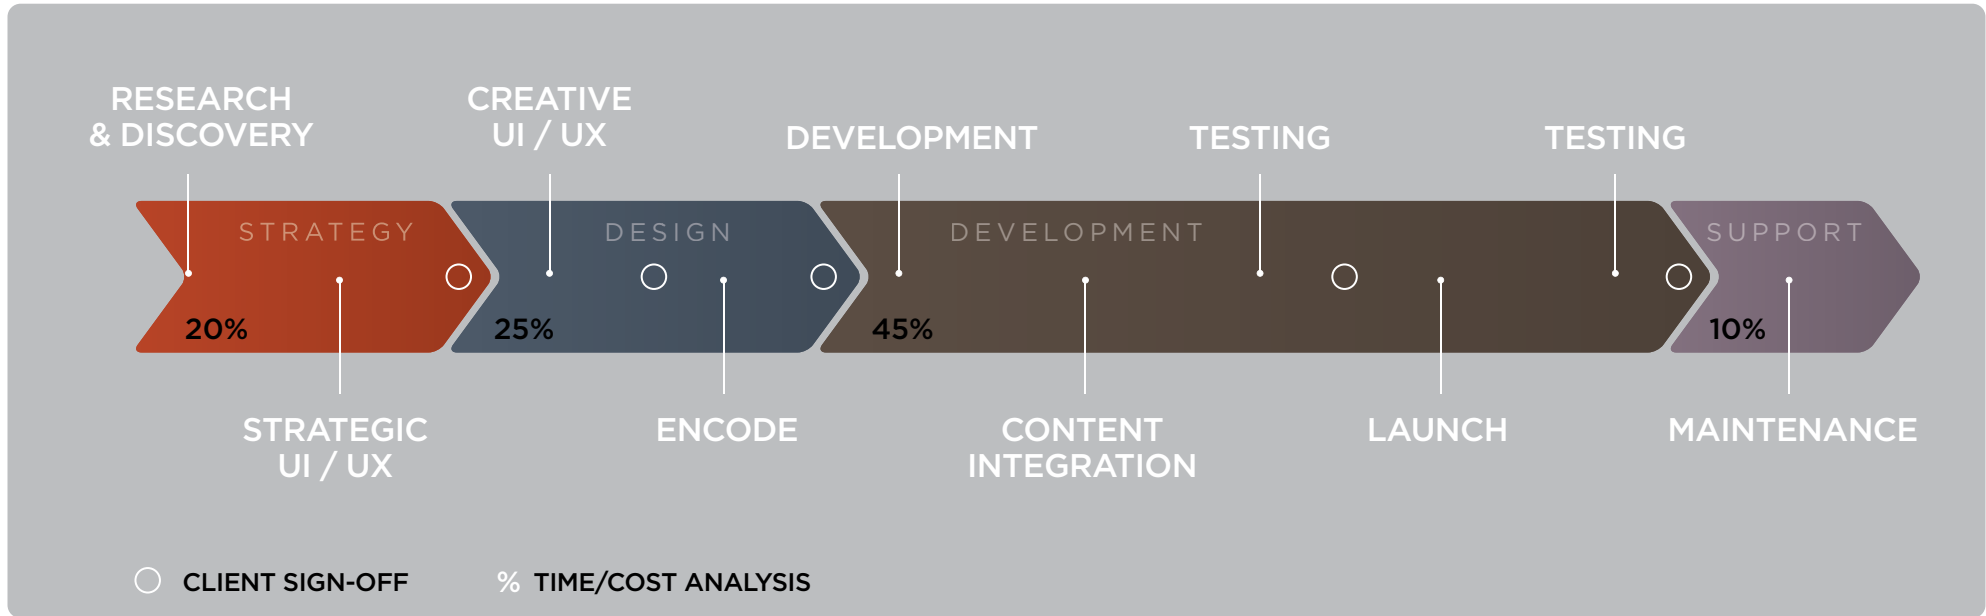 RESEARCH
& DISCOVERY
CREATIVE
UI / UX
DEVELOPMENT
TESTING
TESTING
STRATEGY
DESIGN
DEVELOPMENT
SUPPORT
20%
25%
45%
10%
STRATEGIC
UI / UX
ENCODE
CONTENT
INTEGRATION
LAUNCH
MAINTENANCE
CLIENT SIGN-OFF
% TIME/COST ANALYSIS